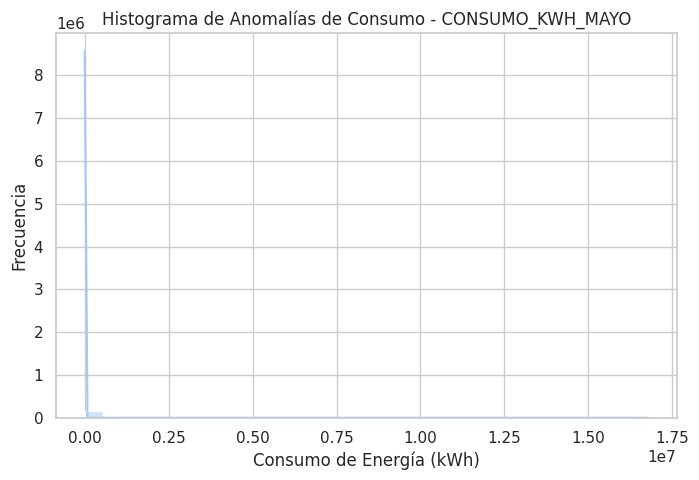 Histograma de Anomalías de Consumo - CONSUMO_KWH_MAYO
1e6
8
7
6
5
4
3
2
1
0
Frecuencia
0.00 0.25 0.50 0.75 1.00 1.25 1.50 1.75
1e7
Consumo de Energía (kWh)